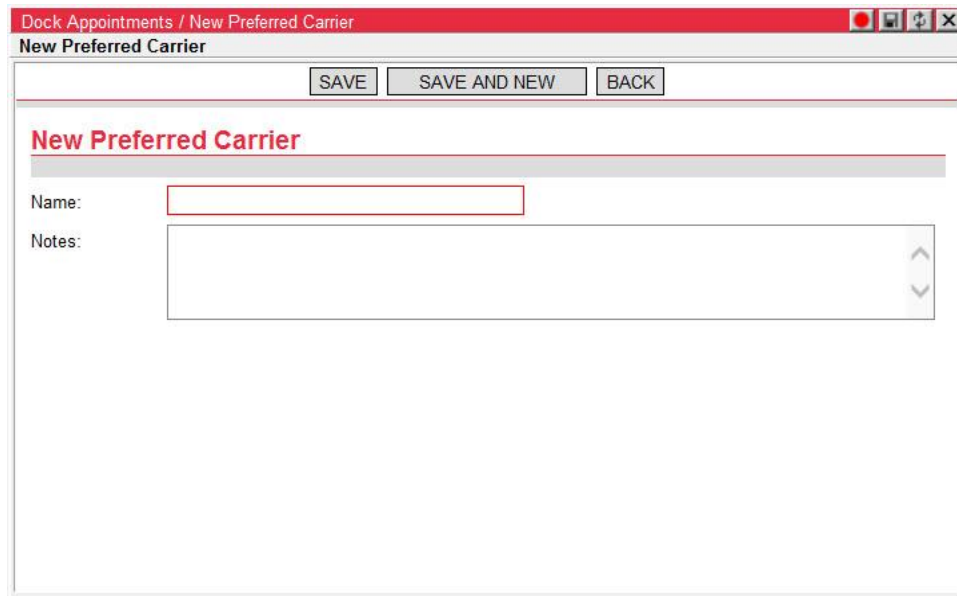 Dock Appointments / New Preferred Carrier
New Preferred Carrier
SAVE SAVE AND NEW BACK
New Preferred Carrier
Name:
Notes: